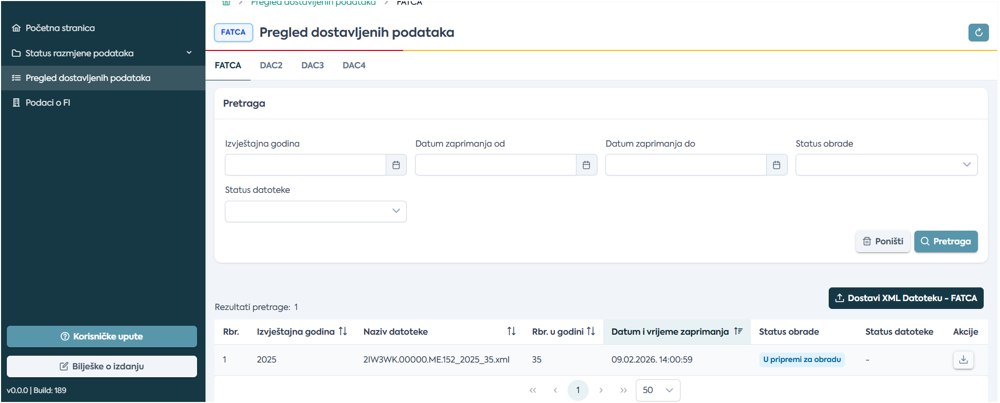 Pregled dostavljenih podataka
FATCA
Početna stranica
Status razmjene podataka
Pregled dostavljenih podataka
Podaci o FI
FATCA
Pregled dostavljenih podataka
FATCA
DAC2
DAC3
DAC4
Pretraga
Izvještajna godina
Datum zaprimanja od
Datum zaprimanja do
Status obrade
Status datoteke
Poništi
Pretraga
Dostavi XML Datoteku - FATCA
Rezultati pretrage: 1
Rbr. Izvještajna godina Naziv datoteke Rbr. u godini Datum i vrijeme zaprimanja Status obrade Status datoteke Akcije
1 2025 2IW3WK.00000.ME.152_2025_35.xml 35 09.02.2026. 14:00:59 U pripremi za obradu -
1
50
Korisničke upute
Bilješke o izdanju
v0.0.0 | Build: 189